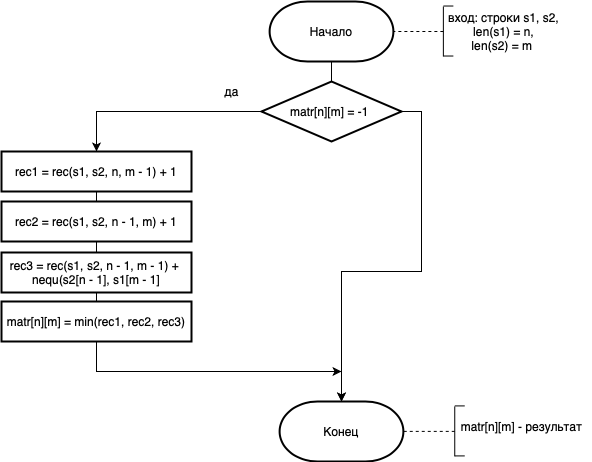 Начало
вход: строки s1, s2,
len(s1) = n,
len(s2) = m
да
matr[n][m] = -1
rec1 = rec(s1, s2, n, m - 1) + 1
rec2 = rec(s1, s2, n - 1, m) + 1
rec3 = rec(s1, s2, n - 1, m - 1) +
nequ(s2[n - 1], s1[m - 1]
matr[n][m] = min(rec1, rec2, rec3)
Конец
matr[n][m] - результат